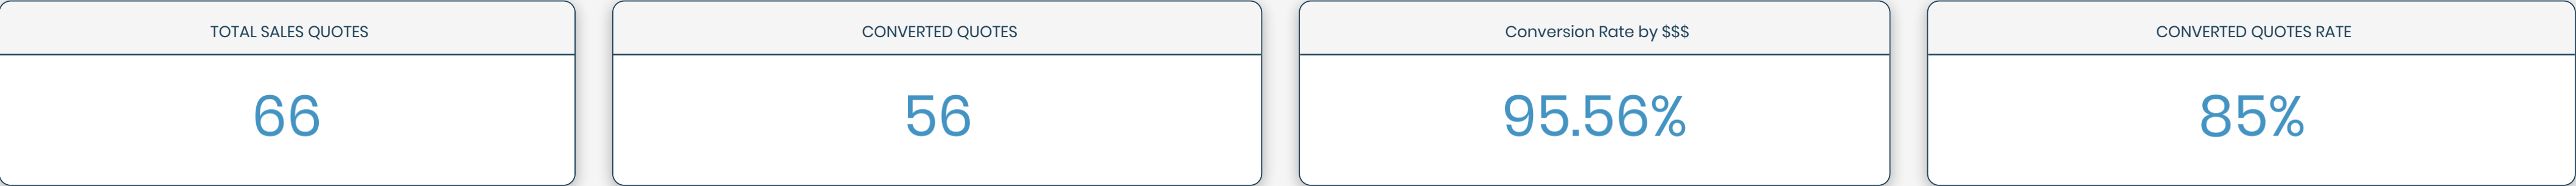 TOTAL SALES QUOTES
66
CONVERTED QUOTES
56
Conversion Rate by $$$
95.56%
CONVERTED QUOTES RATE
85%